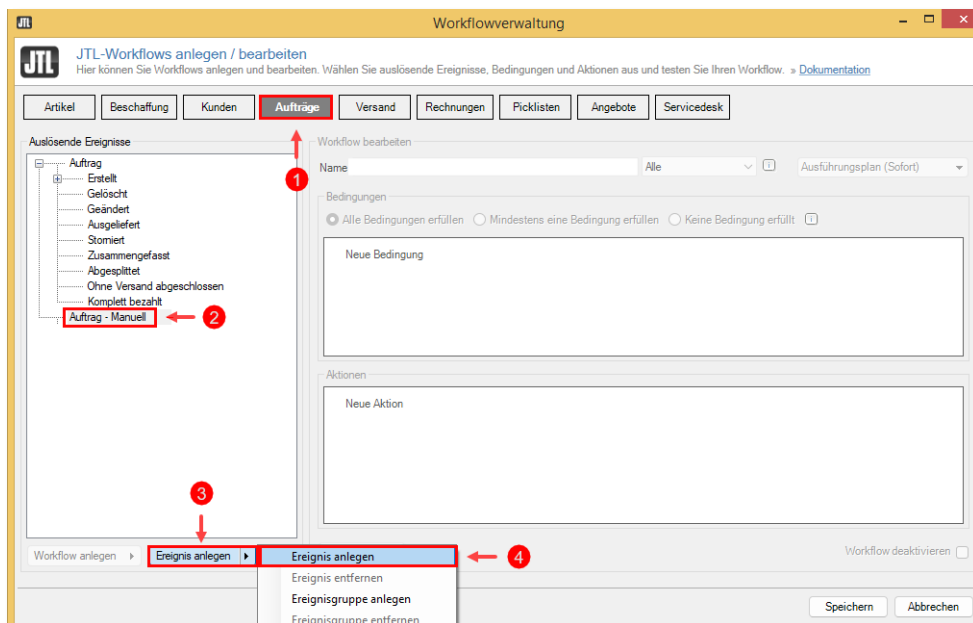 JTL Workflowverwaltung
JTL JTL-Workflows anlegen / bearbeiten
Hier können Sie Workflows anlegen und bearbeiten. Wählen Sie auslösende Ereignisse, Bedingungen und Aktionen aus und testen Sie Ihren Workflow. » Dokumentation
Artikel Beschaffung Kunden Aufträge Versand Rechnungen Picklisten Angebote Servicedesk
Auslösende Ereignisse
Auftrag
Erstellt
Gelöscht
Geändert
Ausgeliefert
Storniert
Zusammengefasst
Abgesplittet
Ohne Versand abgeschlossen
Komplett bezahlt
Auftrag - Manuell
1
2
Workflow bearbeiten
Name Alle i Ausführungsplan (Sofort)
Bedingungen
Alle Bedingungen erfüllen Mindestens eine Bedingung erfüllen Keine Bedingung erfüllt i
Neue Bedingung
Aktionen
Neue Aktion
3
Workflow anlegen Ereignis anlegen
Ereignis anlegen
4
Ereignis entfernen
Ereignisgruppe anlegen
Ereignisgruppe entfernen
Workflow deaktivieren
Speichern Abbrechen